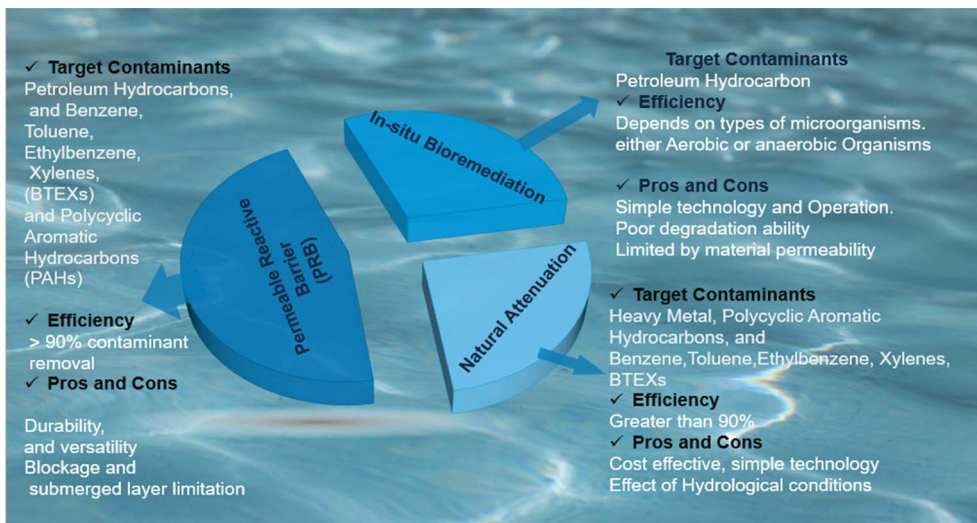 ✓ Target Contaminants
Petroleum Hydrocarbons,
and Benzene,
Toluene,
Ethylbenzene,
Xylenes,
(BTEXs)
and Polycyclic
Aromatic
Hydrocarbons
(PAHs)
✓ Efficiency
> 90% contaminant
removal
✓ Pros and Cons
Durability,
and versatility
Blockage and
submerged layer limitation
Permeable Reactive
Barrier
(PRB)
In-situ Bioremediation
Natural Attenuation
Target Contaminants
Petroleum Hydrocarbon
✓ Efficiency
Depends on types of microorganisms.
either Aerobic or anaerobic Organisms
✓ Pros and Cons
Simple technology and Operation.
Poor degradation ability
Limited by material permeability
✓ Target Contaminants
Heavy Metal, Polycyclic Aromatic
Hydrocarbons, and
Benzene,Toluene,Ethylbenzene, Xylenes,
BTEXs
✓ Efficiency
Greater than 90%
✓ Pros and Cons
Cost effective, simple technology
Effect of Hydrological conditions